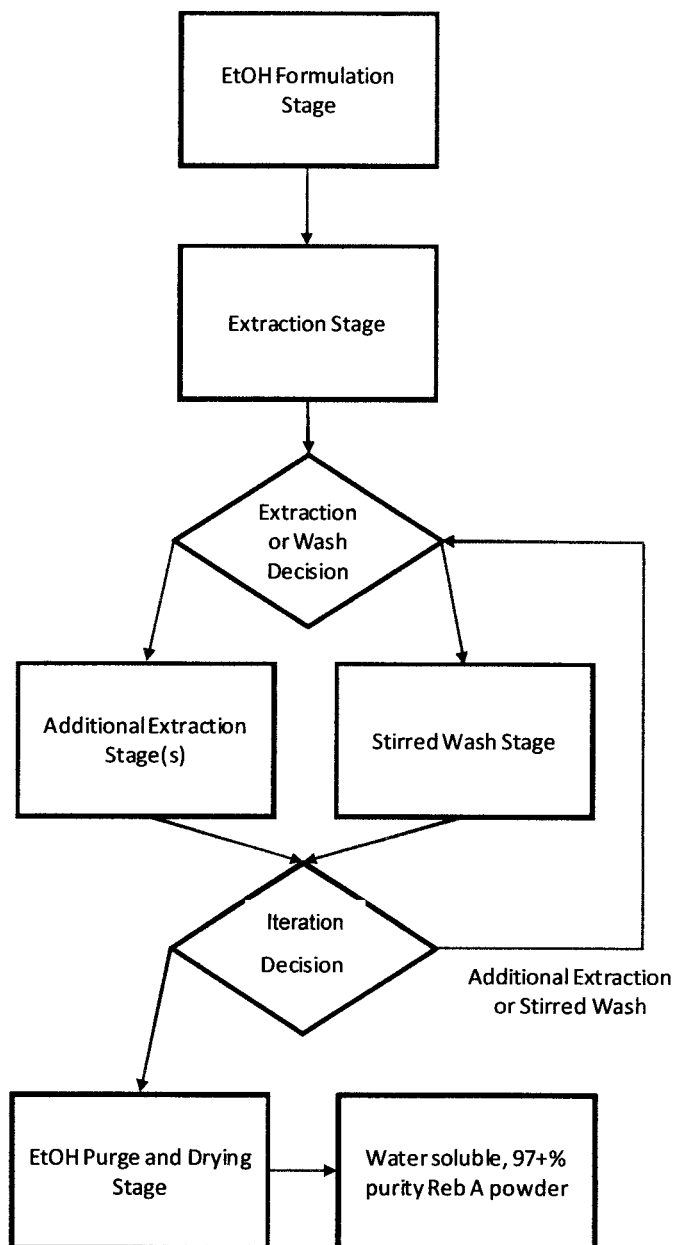 EtOH Formulation
Stage
Extraction Stage
Extraction
or Wash
Decision
Additional Extraction
Stage(s)
Stirred Wash Stage
Iteration
Decision
Additional Extraction
or Stirred Wash
EtOH Purge and Drying
Stage
Water soluble, 97+%
purity Reb A powder